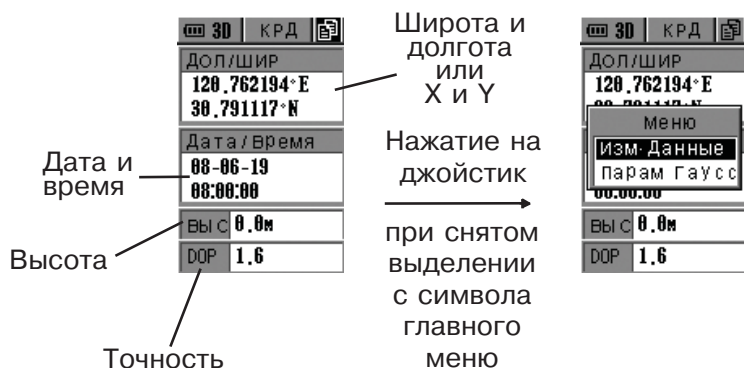 3D КРД
ДОЛ/ШИР
120.762194°E
30.791117°N
Дата/Время
08-06-19
08:00:00
ВЫС 0.0м
DOP 1.6
Дата и
время
Высота
Точность
Широта и
долгота
или
X и Y
Нажатие на
джойстик
при снятом
выделении
с символа
главного
меню
3D КРД
ДОЛ/ШИР
120.762194°E
Меню
Изм·Данные
Парам Гаусс
ВЫС 0.0м
DOP 1.6